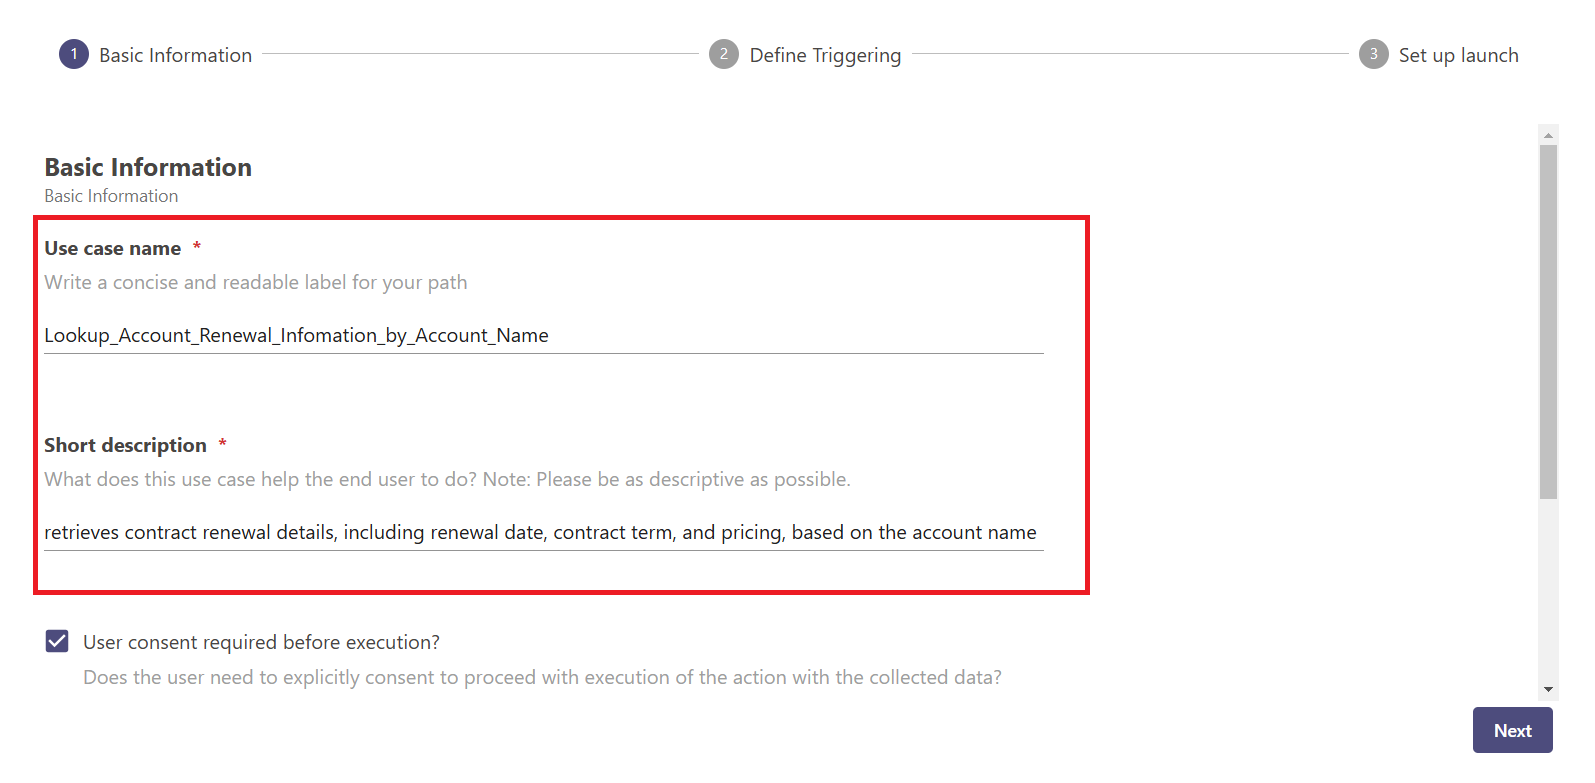 1 Basic Information 2 Define Triggering 3 Set up launch
Basic Information
Basic Information
Use case name *
Write a concise and readable label for your path
Lookup_Account_Renewal_Infomation_by_Account_Name
Short description *
What does this use case help the end user to do? Note: Please be as descriptive as possible.
retrieves contract renewal details, including renewal date, contract term, and pricing, based on the account name
User consent required before execution?
Does the user need to explicitly consent to proceed with execution of the action with the collected data?
Next